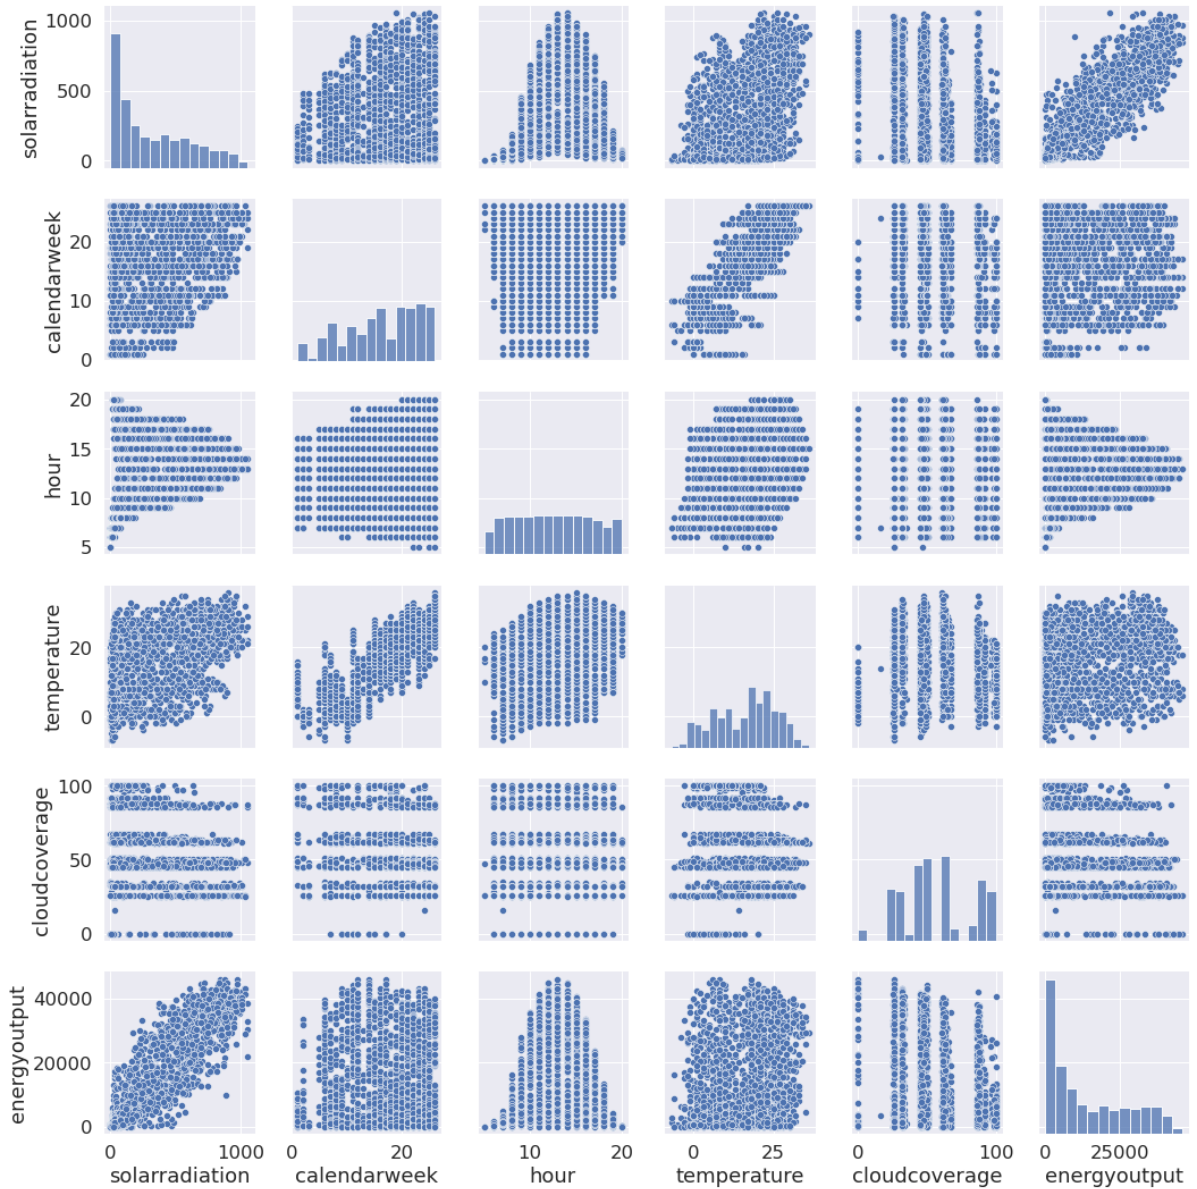 solarradiation
1000
500
0
calendarweek
20
10
0
hour
20
15
10
5
temperature
20
0
cloudcoverage
100
50
0
energyoutput
40000
20000
0
0 1000 0 20 10 20 0 25 0 100 0 25000
solarradiation calendarweek hour temperature cloudcoverage energyoutput